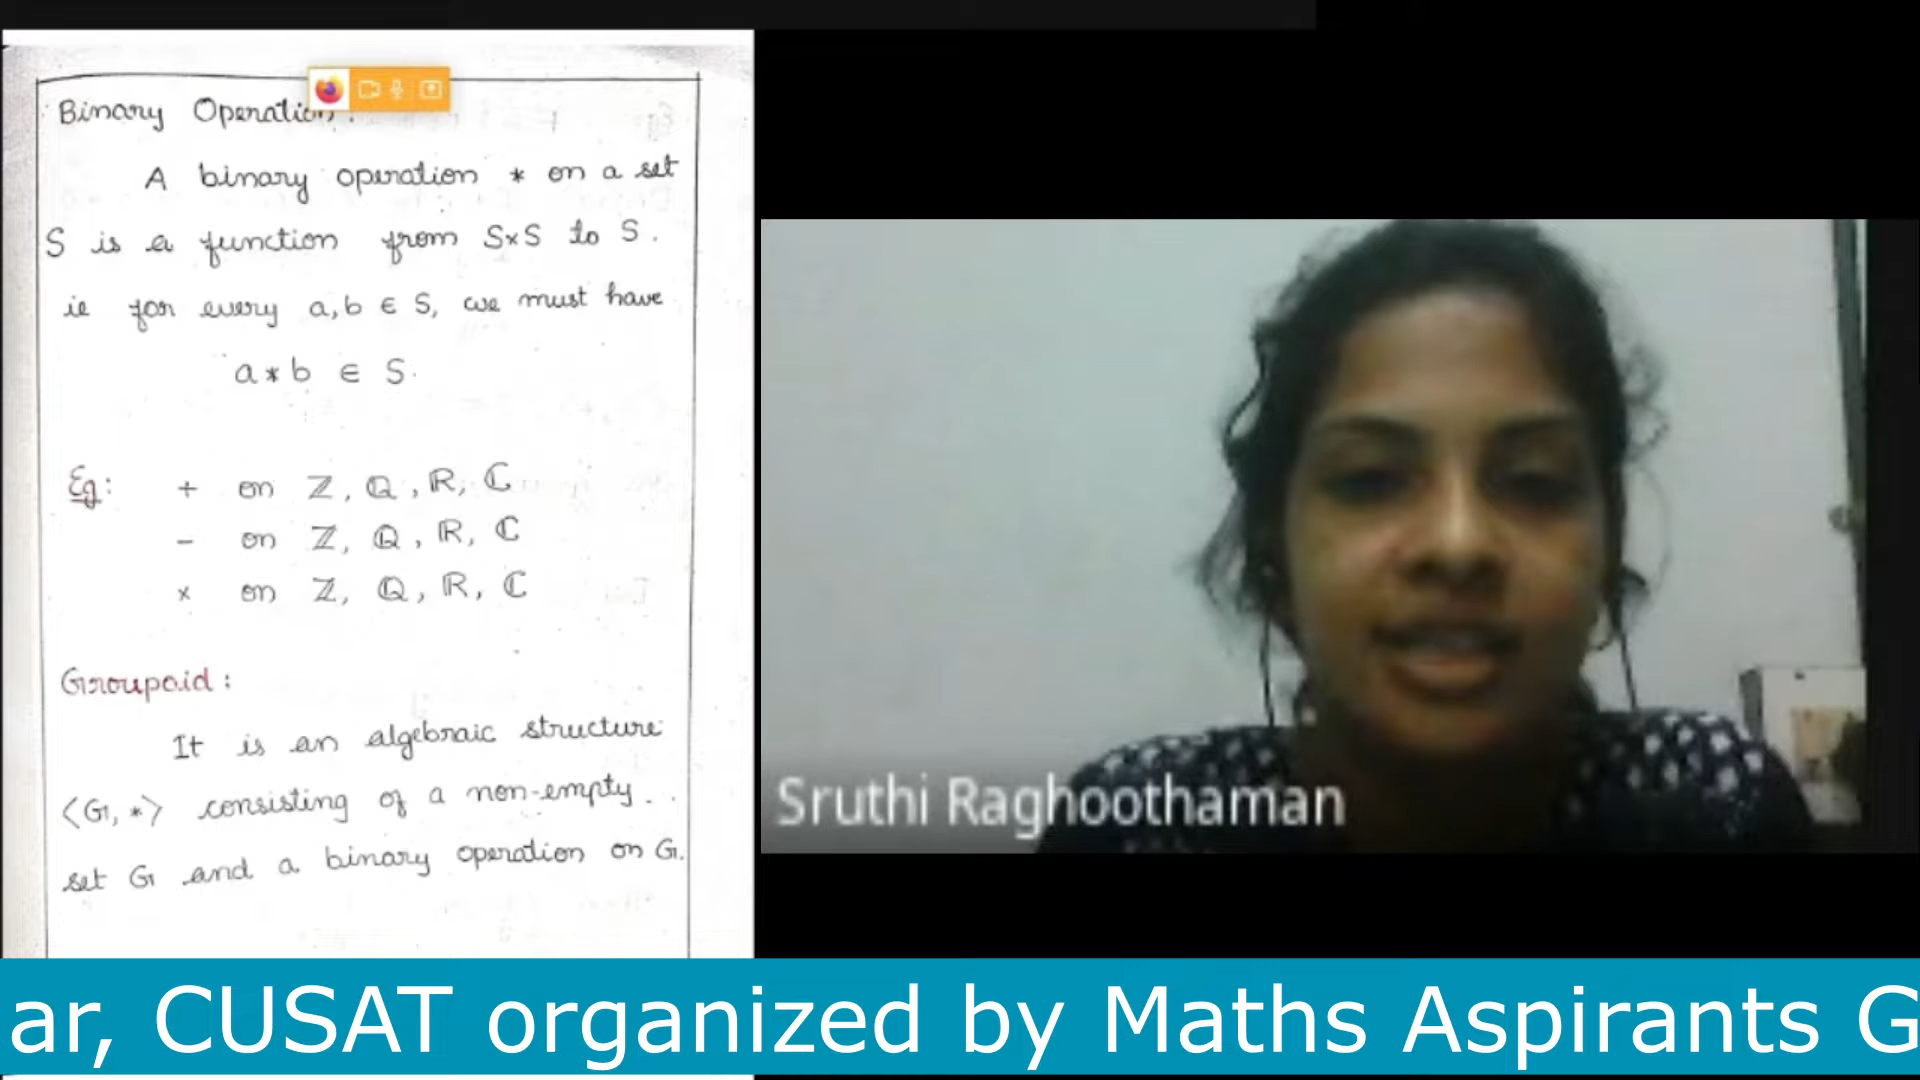 Binary Operation:
A binary operation * on a set
S is a function from S×S to S.
ie for every a,b ∈ S, we must have
a * b ∈ S.
Eg: + on ℤ, ℚ, ℝ, ℂ
− on ℤ, ℚ, ℝ, ℂ
× on ℤ, ℚ, ℝ, ℂ
Groupoid:
It is an algebraic structure
⟨G, *⟩ consisting of a non-empty
set G and a binary operation on G.
Sruthi Raghoothaman
ar, CUSAT organized by Maths Aspirants G